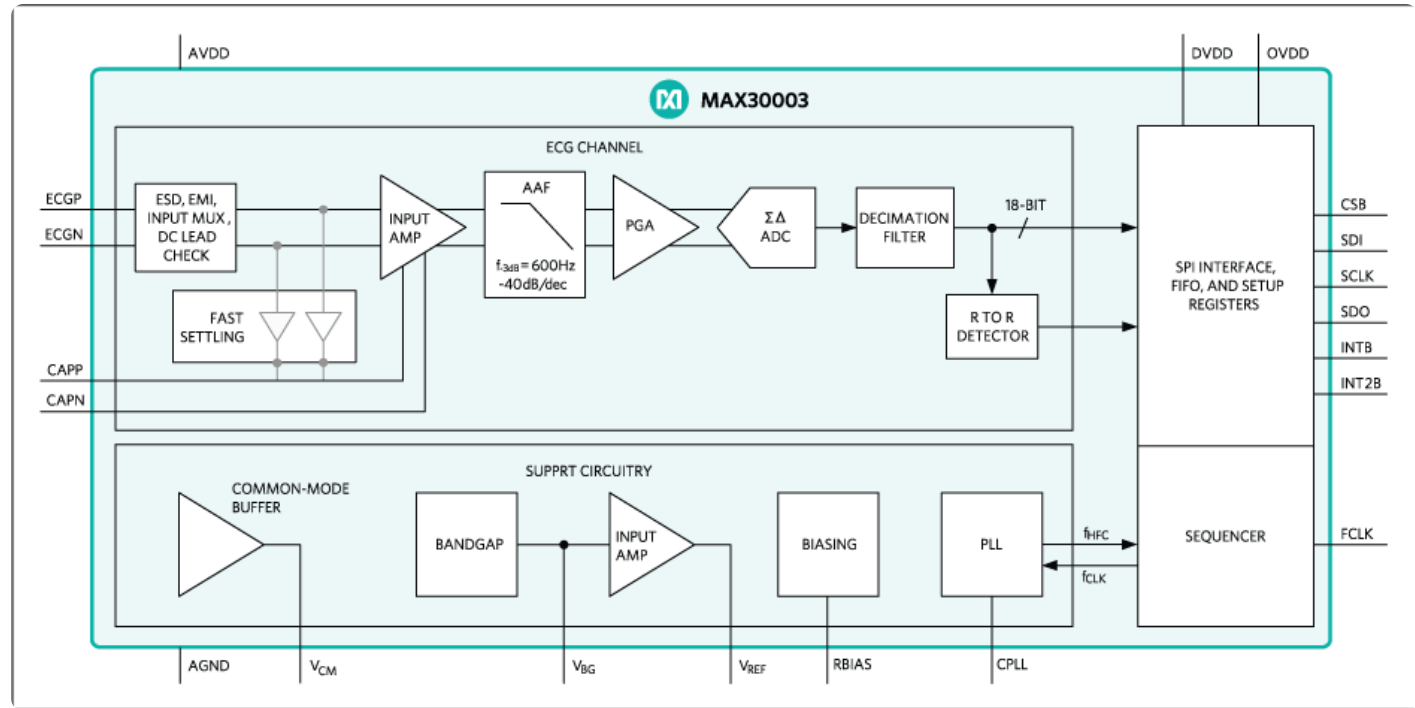 AVDD
DVDD
OVDD
MAX30003
ECG CHANNEL
ECGP
ECGN
ESD, EMI,
INPUT MUX,
DC LEAD
CHECK
INPUT
AMP
AAF
f-3dB = 600Hz
-40dB/dec
PGA
ΣΔ
ADC
DECIMATION
FILTER
18-BIT
FAST
SETTLING
R TO R
DETECTOR
CAPP
CAPN
SPI INTERFACE,
FIFO, AND SETUP
REGISTERS
CSB
SDI
SCLK
SDO
INTB
INT2B
SUPPRT CIRCUITRY
COMMON-MODE
BUFFER
BANDGAP
INPUT
AMP
BIASING
PLL
fHFC
fCLK
SEQUENCER
FCLK
AGND
VCM
VBG
VREF
RBIAS
CPLL